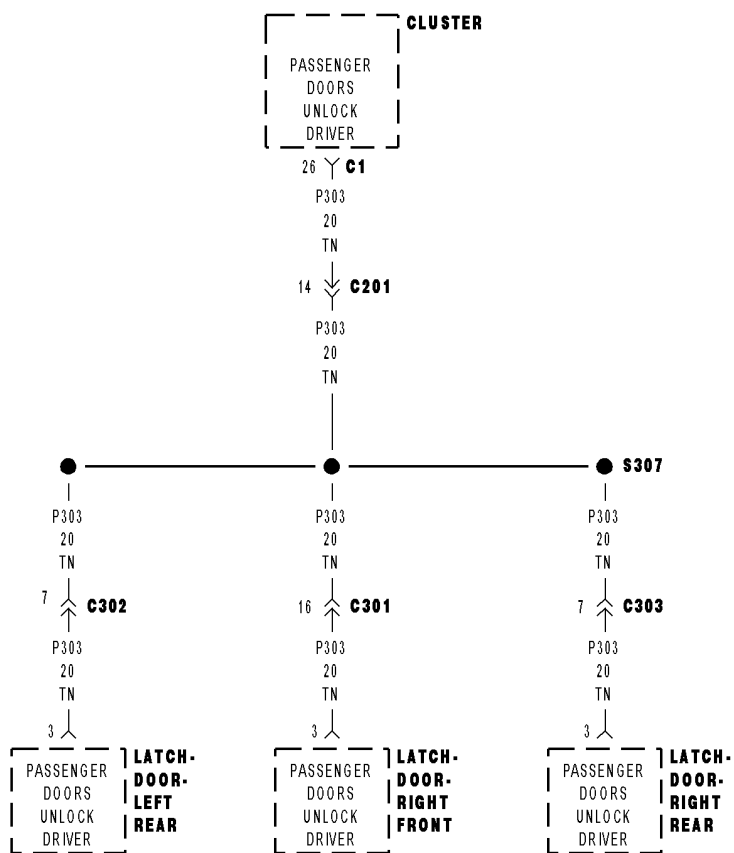 CLUSTER
PASSENGER
DOORS
UNLOCK
DRIVER
26 C1
P303
20
TN
14 C201
P303
20
TN
S307
P303 P303 P303
20 20 20
TN TN TN
7 C302 16 C301 7 C303
P303 P303 P303
20 20 20
TN TN TN
3 3 3
PASSENGER
DOORS
UNLOCK
DRIVER
LATCH-
DOOR-
LEFT
REAR
PASSENGER
DOORS
UNLOCK
DRIVER
LATCH-
DOOR-
RIGHT
FRONT
PASSENGER
DOORS
UNLOCK
DRIVER
LATCH-
DOOR-
RIGHT
REAR